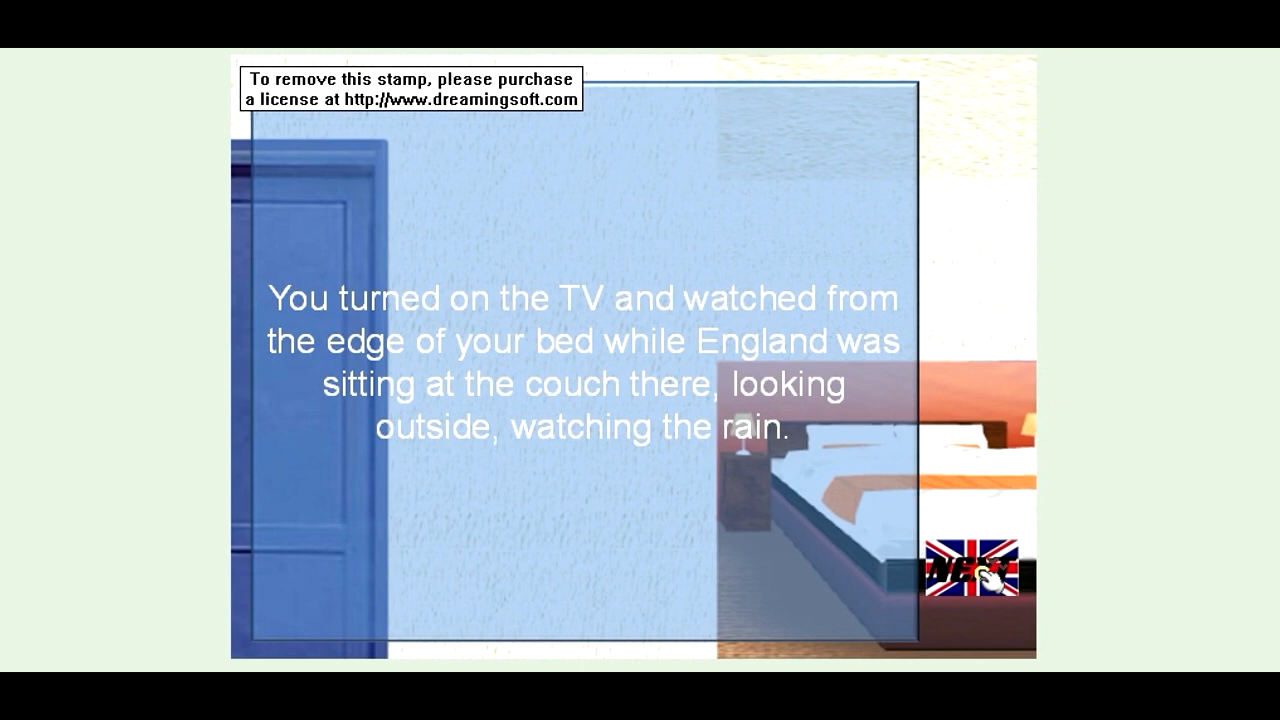 To remove this stamp, please purchase
a license at http://www.dreamingsoft.com
You turned on the TV and watched from
the edge of your bed while England was
sitting at the couch there, looking
outside, watching the rain.
NEXT